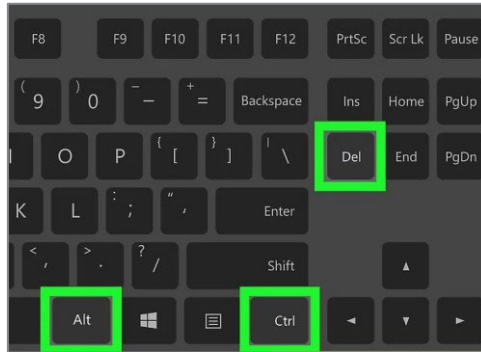 F8 F9 F10 F11 F12 PrtSc Scr Lk Pause
( ) _ +
9 0 - = Backspace Ins Home PgUp
{ } |
O P [ ] \ Del End PgDn
: "
K L ; ' Enter
< > ?
, . / Shift
Alt Ctrl